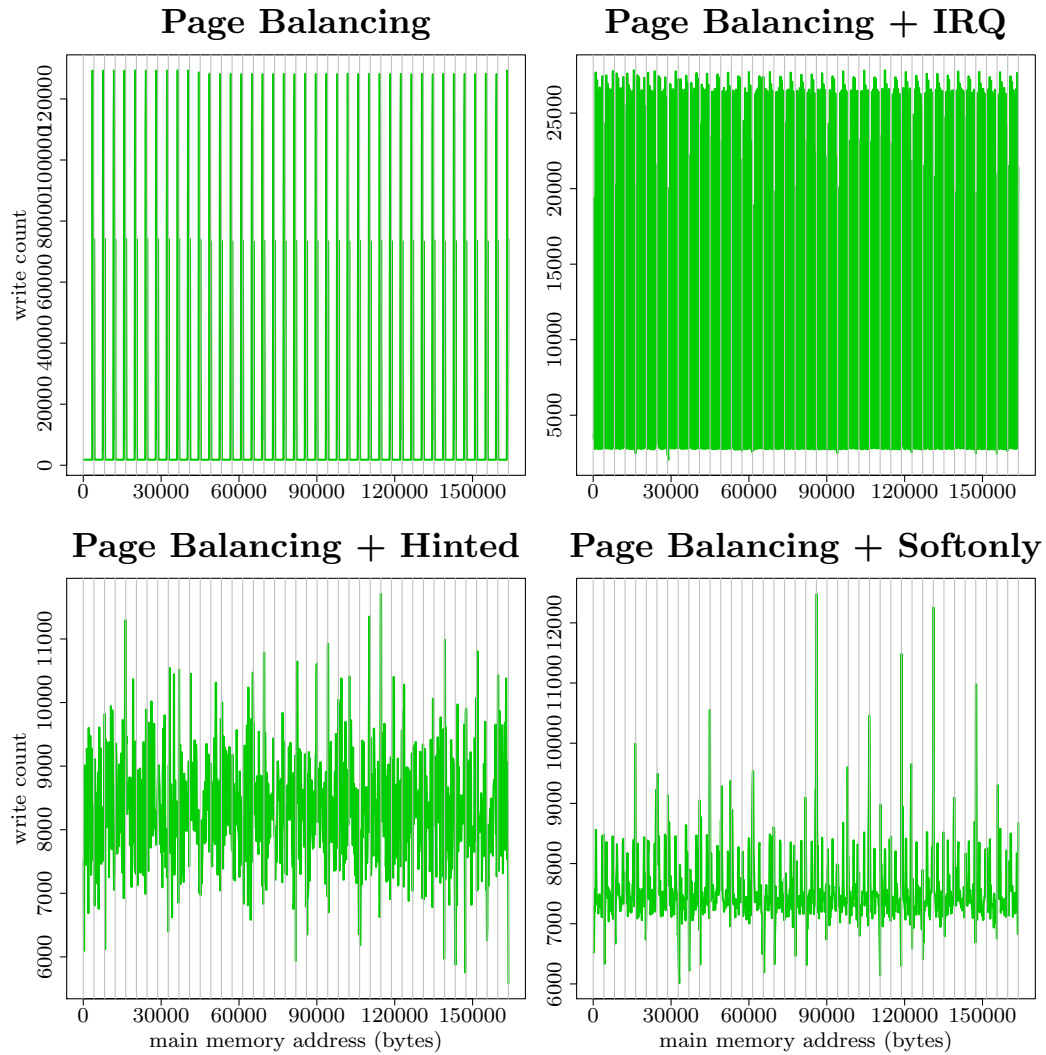 Page Balancing
Page Balancing + IRQ
write count
0 20000 40000 60000 80000 100000 120000
0 30000 60000 90000 120000 150000
5000 10000 15000 20000 25000
0 30000 60000 90000 120000 150000
Page Balancing + Hinted
Page Balancing + Softonly
write count
6000 7000 8000 9000 10000 11000
0 30000 60000 90000 120000 150000
main memory address (bytes)
6000 7000 8000 9000 10000 11000 12000
0 30000 60000 90000 120000 150000
main memory address (bytes)